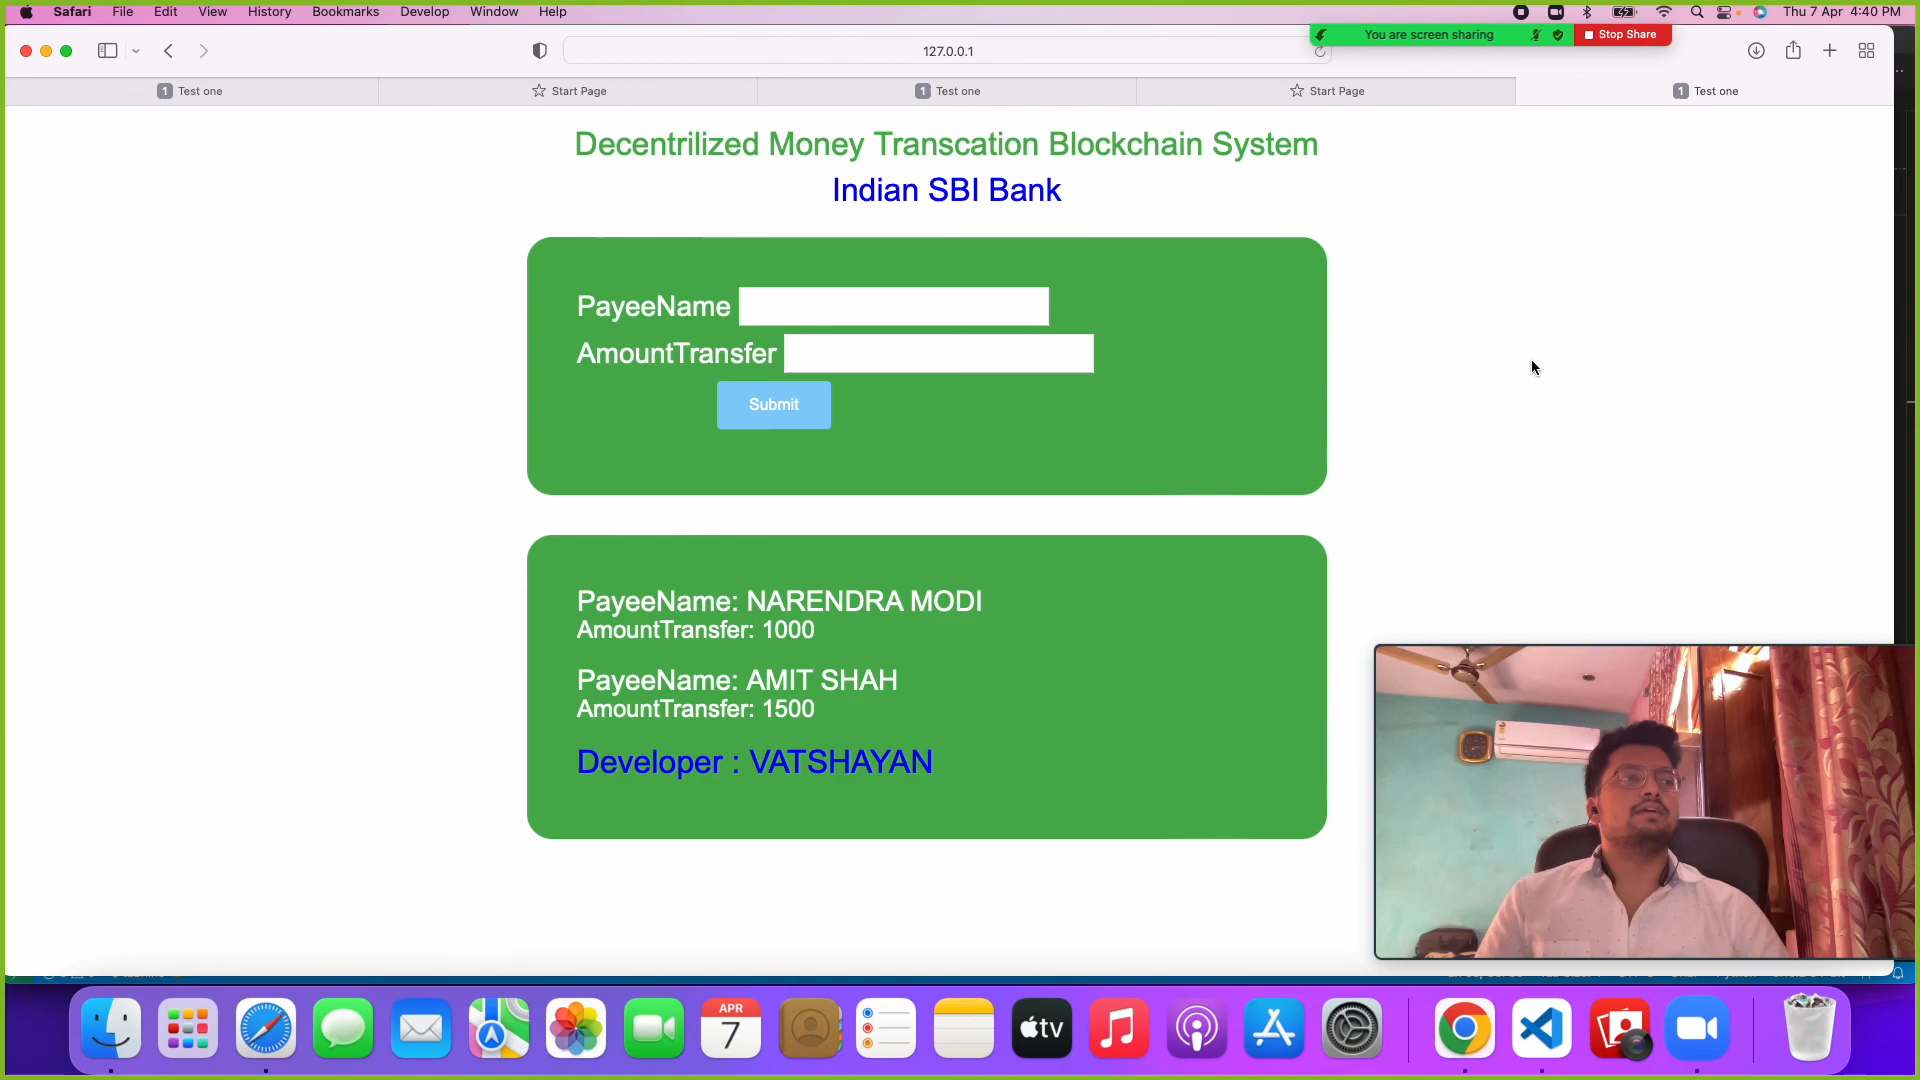 Safari File Edit View History Bookmarks Develop Window Help Thu 7 Apr 4:40 PM
You are screen sharing Stop Share
127.0.0.1
1 Test one Start Page 1 Test one Start Page 1 Test one
Decentrilized Money Transcation Blockchain System
Indian SBI Bank
PayeeName
AmountTransfer
Submit
PayeeName: NARENDRA MODI
AmountTransfer: 1000
PayeeName: AMIT SHAH
AmountTransfer: 1500
Developer : VATSHAYAN
APR
7
tv